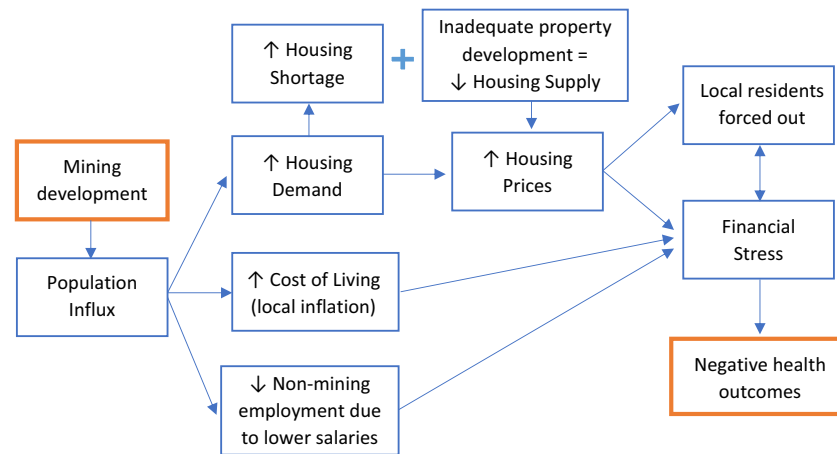 ↑ Housing
Shortage
+
Inadequate property
development =
↓ Housing Supply
Local residents
forced out
Mining
development
↑ Housing
Demand
↑ Housing
Prices
Population
Influx
↑ Cost of Living
(local inflation)
Financial
Stress
↓ Non-mining
employment due
to lower salaries
Negative health
outcomes